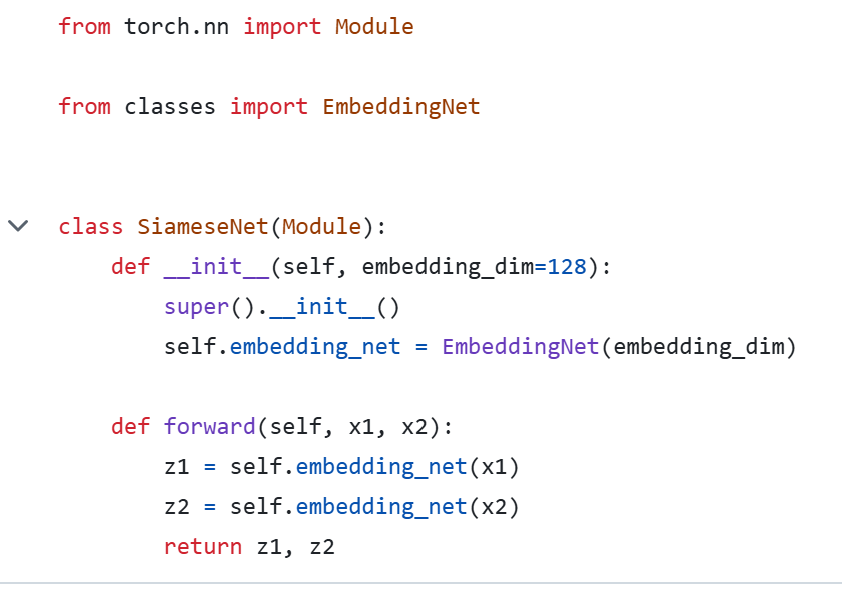 from torch.nn import Module
from classes import EmbeddingNet
class SiameseNet(Module):
    def __init__(self, embedding_dim=128):
        super().__init__()
        self.embedding_net = EmbeddingNet(embedding_dim)
    def forward(self, x1, x2):
        z1 = self.embedding_net(x1)
        z2 = self.embedding_net(x2)
        return z1, z2